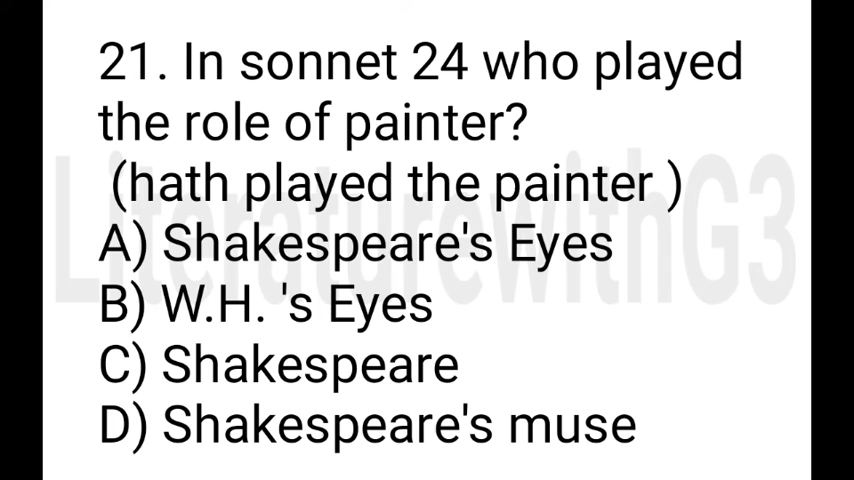 21. In sonnet 24 who played
the role of painter?
(hath played the painter )
A) Shakespeare's Eyes
B) W.H. 's Eyes
C) Shakespeare
D) Shakespeare's muse
LiteraturewithG3